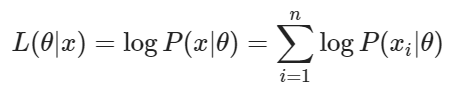 L(θ|x) = log P(x|θ) = ∑_{i=1}^{n} log P(x_i|θ)